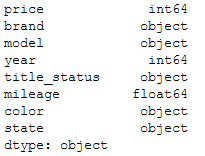 price int64
brand object
model object
year int64
title_status object
mileage float64
color object
state object
dtype: object